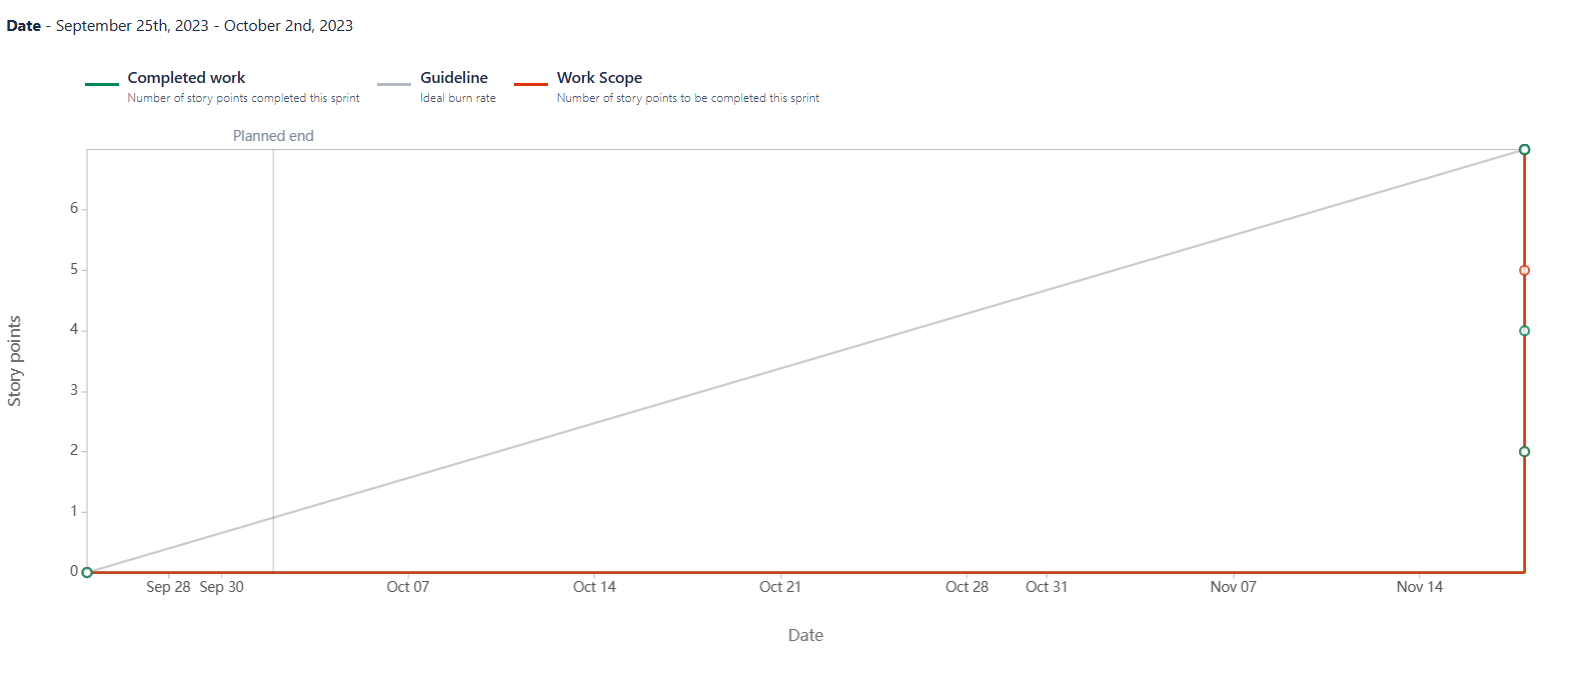 Date - September 25th, 2023 - October 2nd, 2023
Completed work
Number of story points completed this sprint
Guideline
Ideal burn rate
Work Scope
Number of story points to be completed this sprint
Planned end
6
5
4
3
2
1
0
Story points
Sep 28 Sep 30 Oct 07 Oct 14 Oct 21 Oct 28 Oct 31 Nov 07 Nov 14
Date